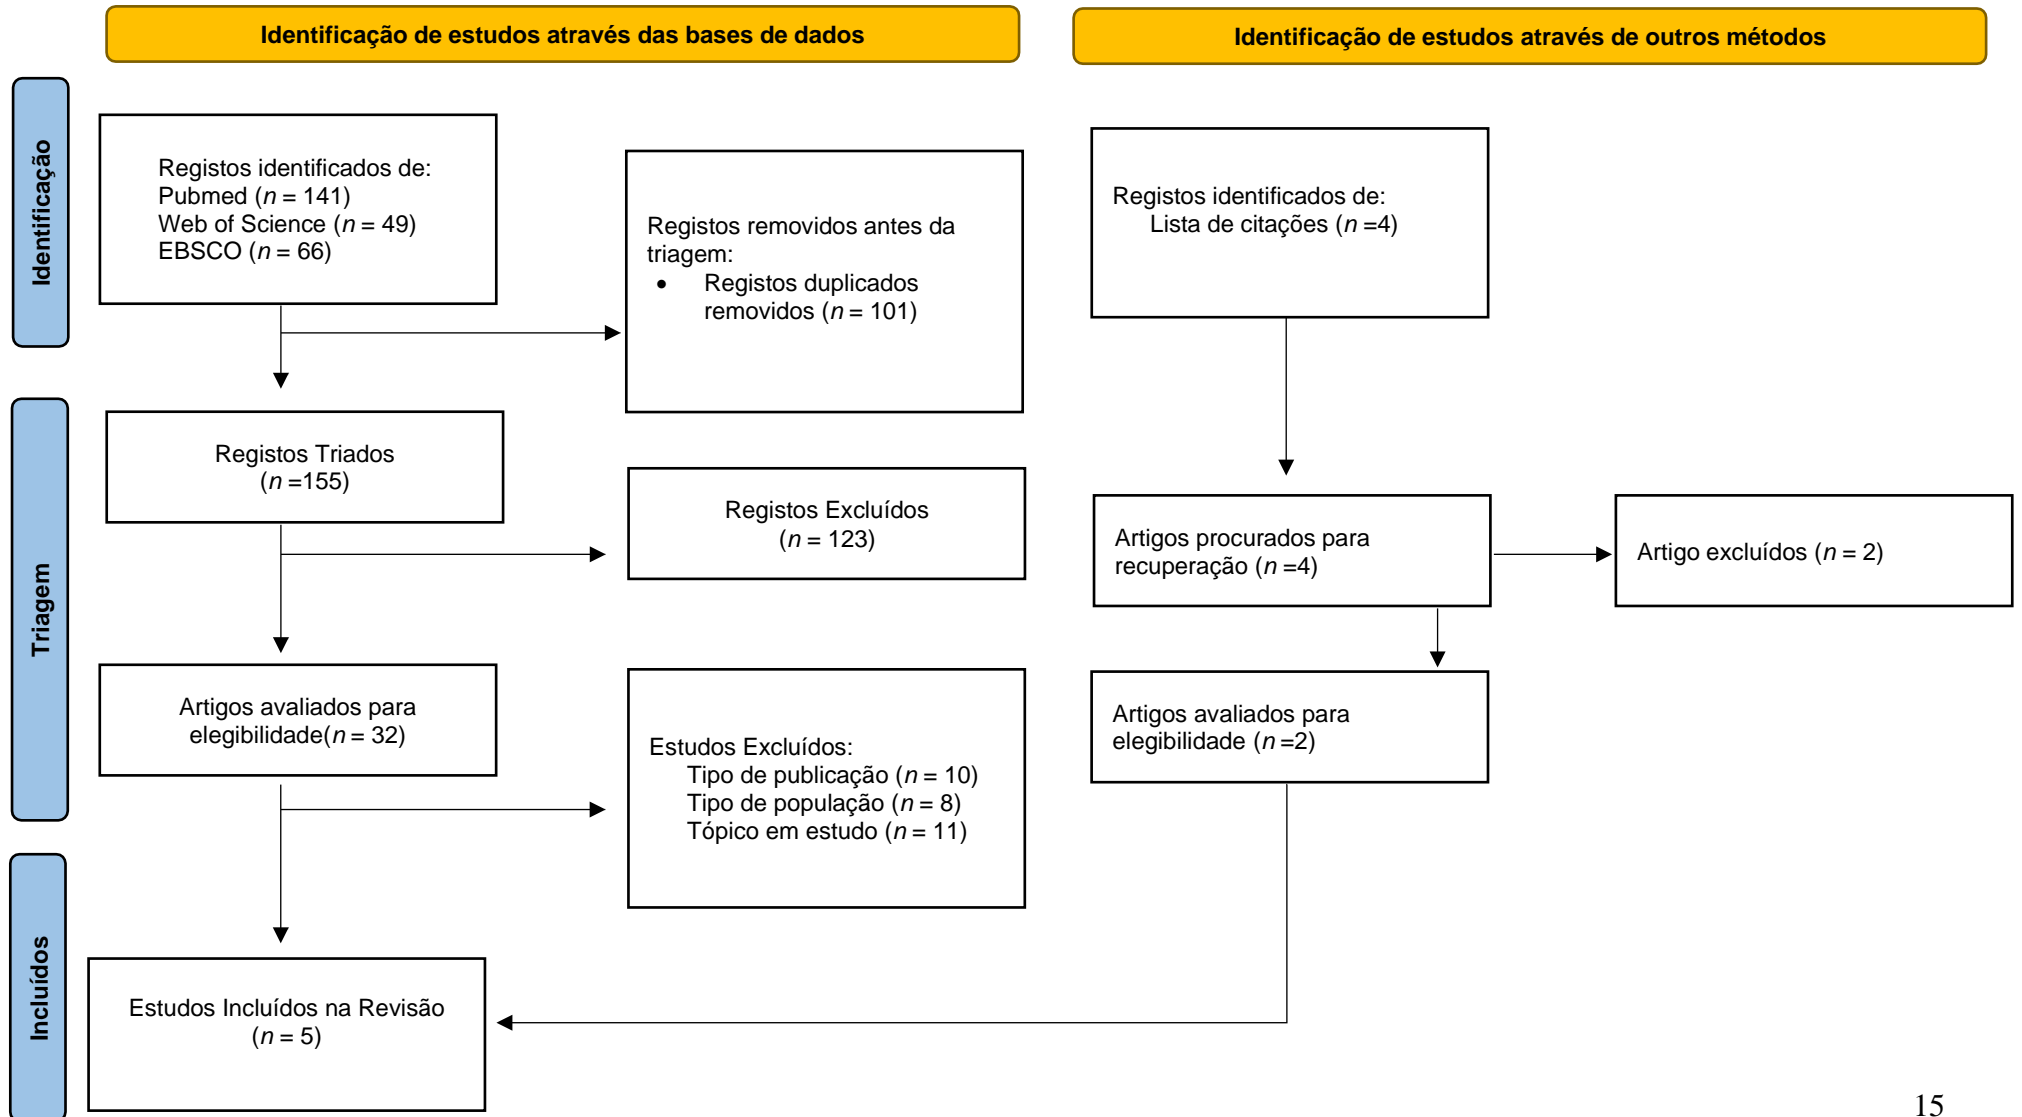 Identificação de estudos através das bases de dados
Identificação de estudos através de outros métodos
Identificação
Registos identificados de:
Pubmed (n = 141)
Web of Science (n = 49)
EBSCO (n = 66)
Registos removidos antes da
triagem:
• Registos duplicados
removidos (n = 101)
Registos identificados de:
Lista de citações (n =4)
Triagem
Registos Triados
(n =155)
Registos Excluídos
(n = 123)
Artigos procurados para
recuperação (n =4)
Artigo excluídos (n = 2)
Artigos avaliados para
elegibilidade(n = 32)
Estudos Excluídos:
Tipo de publicação (n = 10)
Tipo de população (n = 8)
Tópico em estudo (n = 11)
Artigos avaliados para
elegibilidade (n =2)
Incluídos
Estudos Incluídos na Revisão
(n = 5)
15